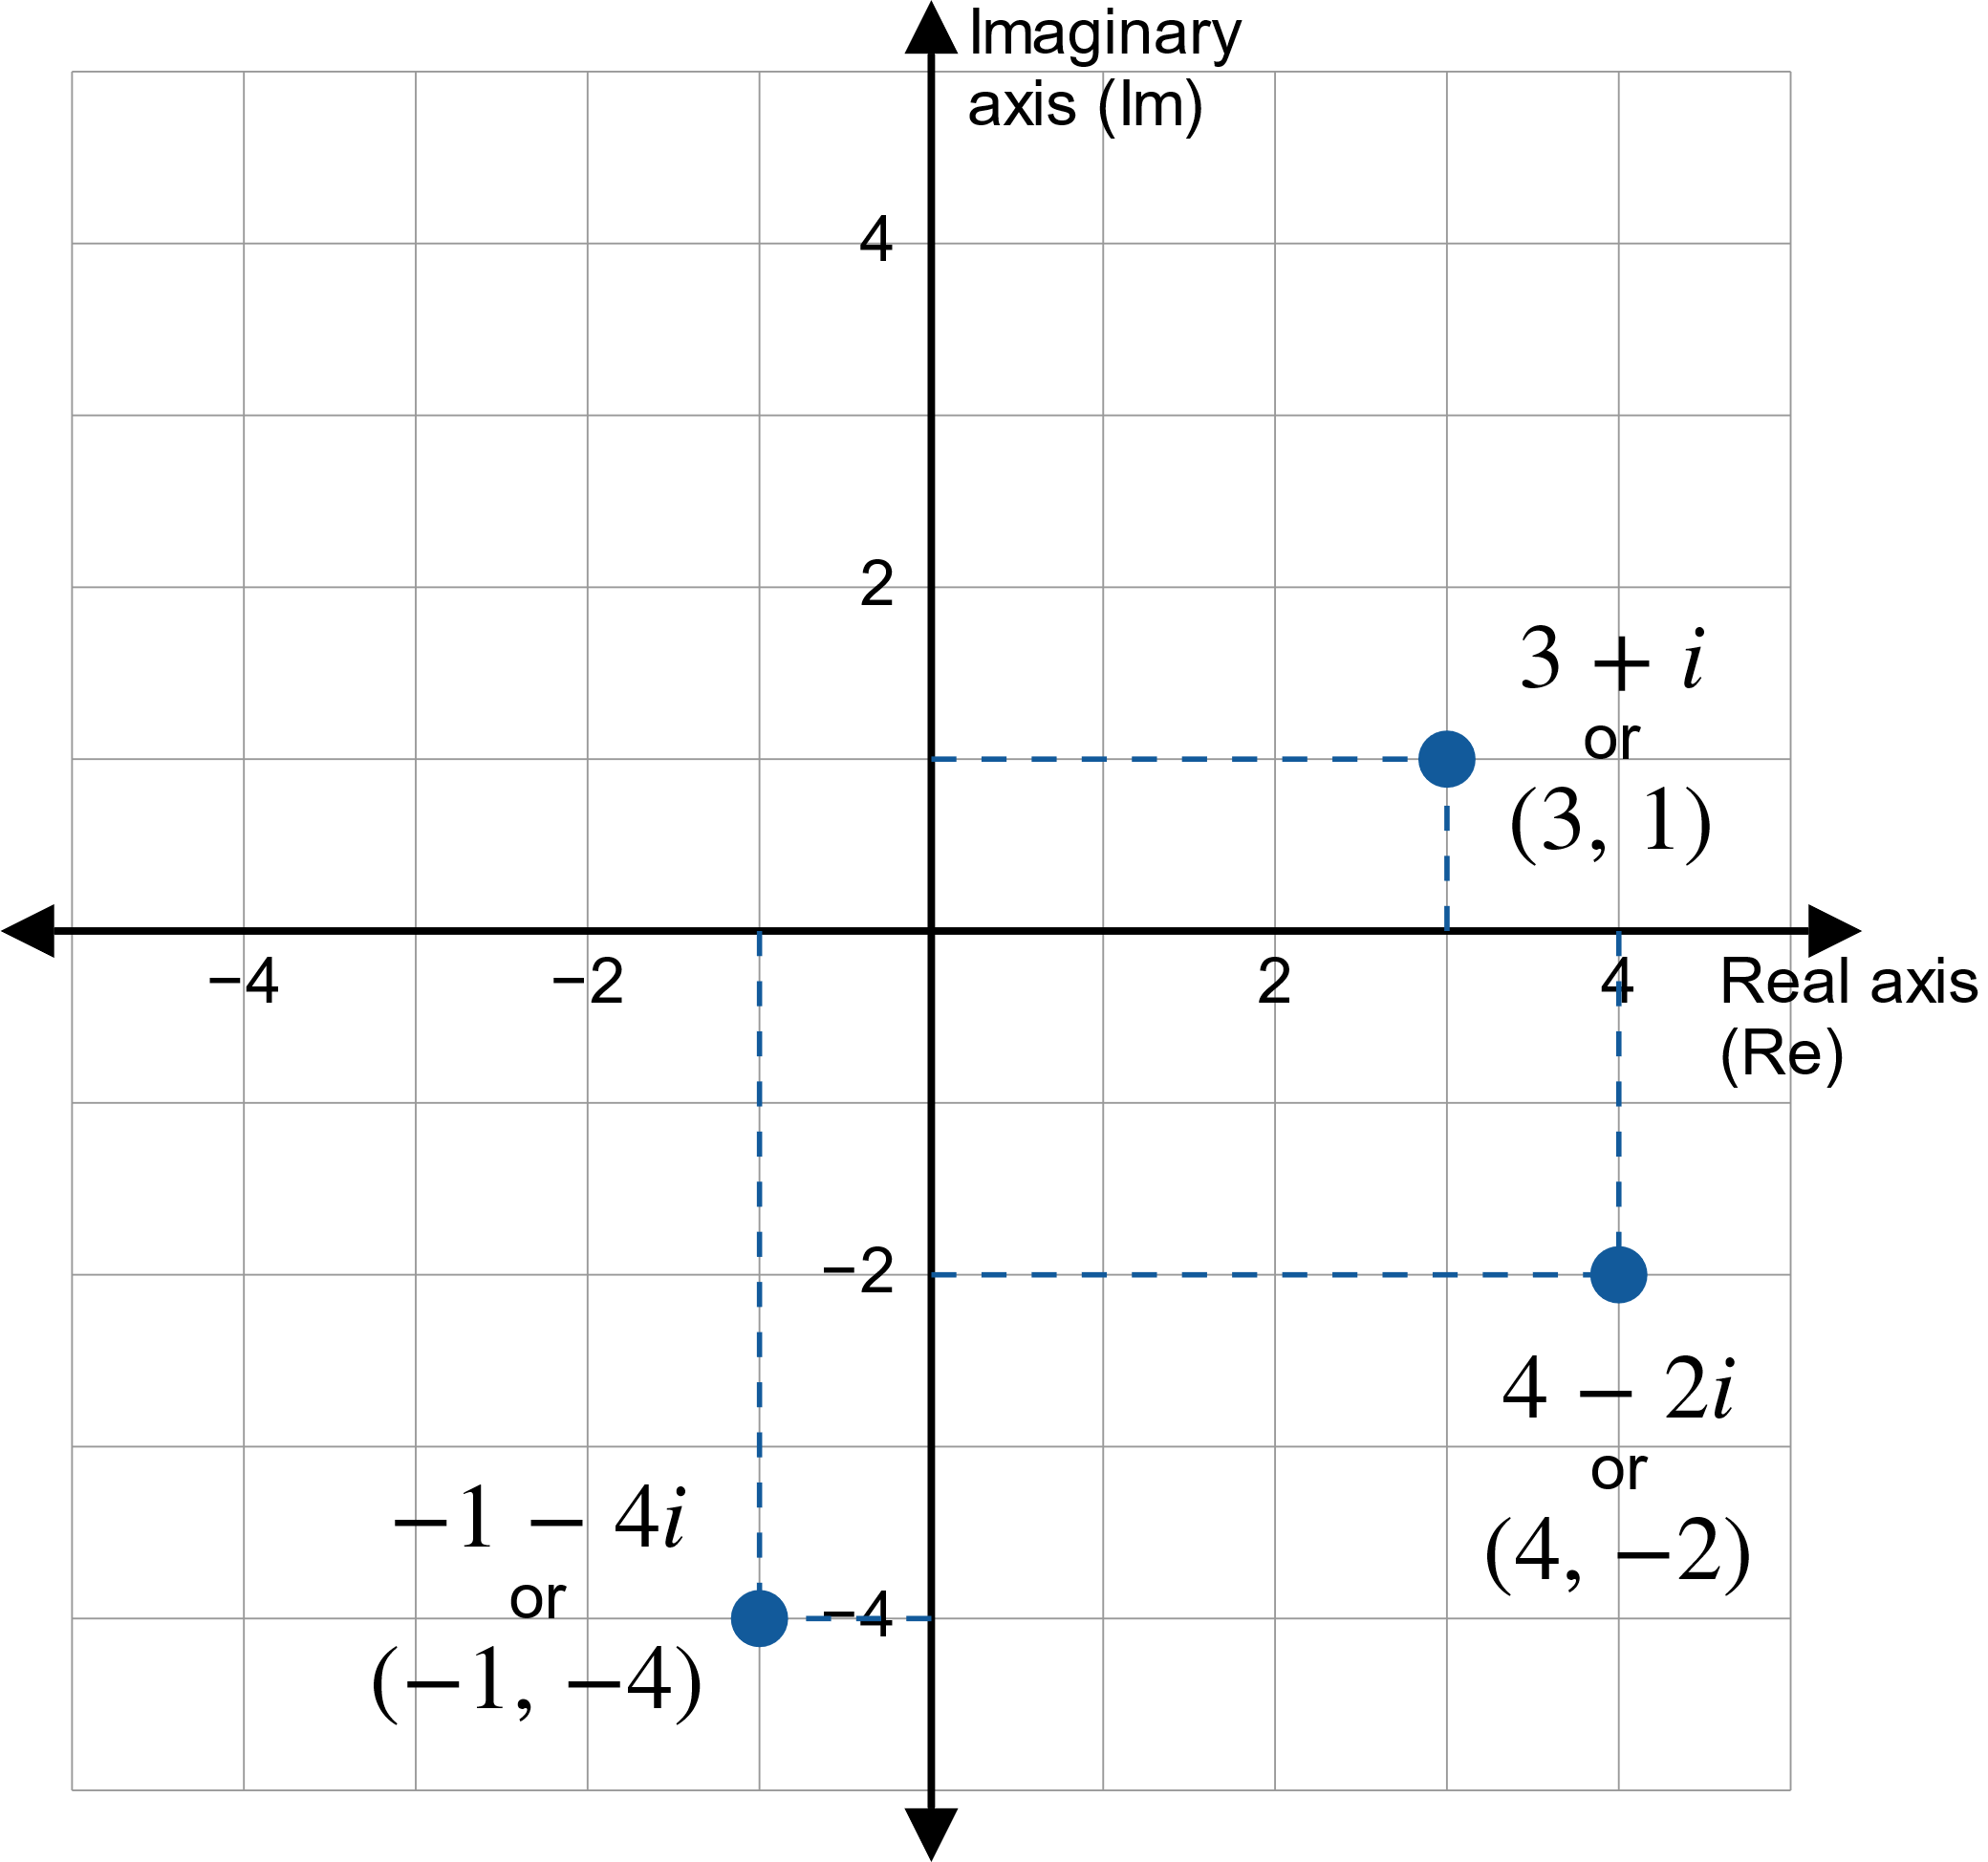 Imaginary
axis (Im)
4
2
3 + i
or
(3, 1)
−4
−2
2
4
Real axis
(Re)
−2
4 − 2i
or
(4, −2)
−1 − 4i
or
(−1, −4)
−4